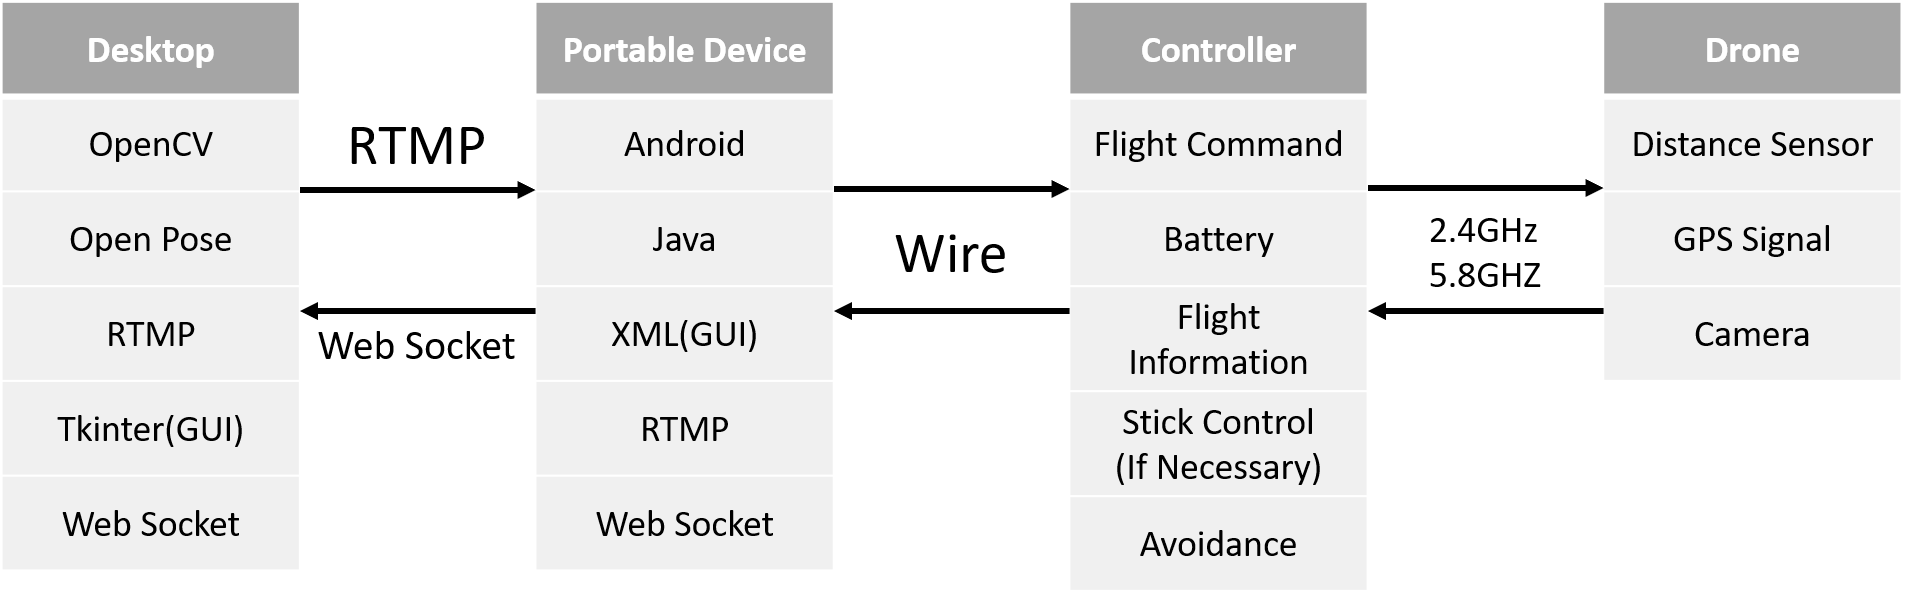 Desktop
OpenCV
Open Pose
RTMP
Tkinter(GUI)
Web Socket
RTMP
Web Socket
Portable Device
Android
Java
XML(GUI)
RTMP
Web Socket
Wire
Controller
Flight Command
Battery
Flight
Information
Stick Control
(If Necessary)
Avoidance
2.4GHz
5.8GHZ
Drone
Distance Sensor
GPS Signal
Camera